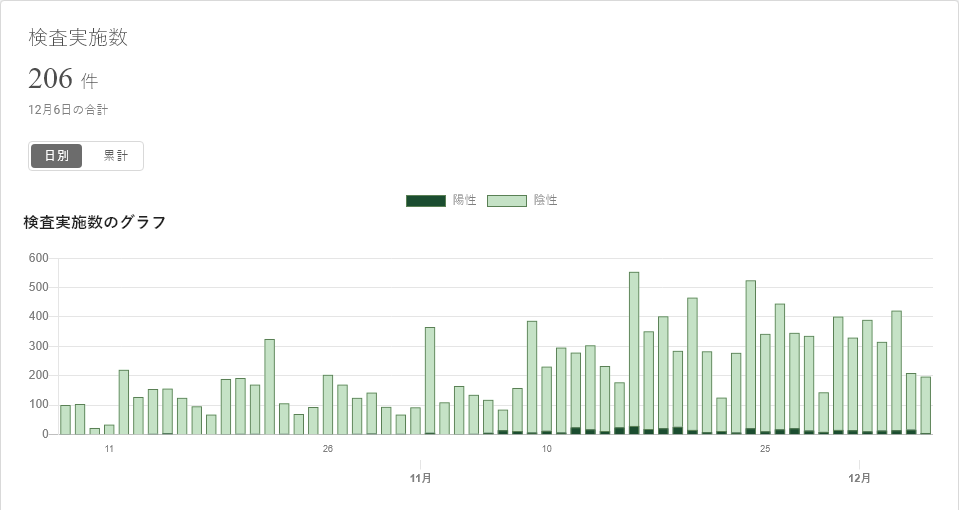 検査実施数
206 件
12月6日の合計
日別 累計
陽性 陰性
検査実施数のグラフ
600
500
400
300
200
100
0
11 26 10 25
11月 12月